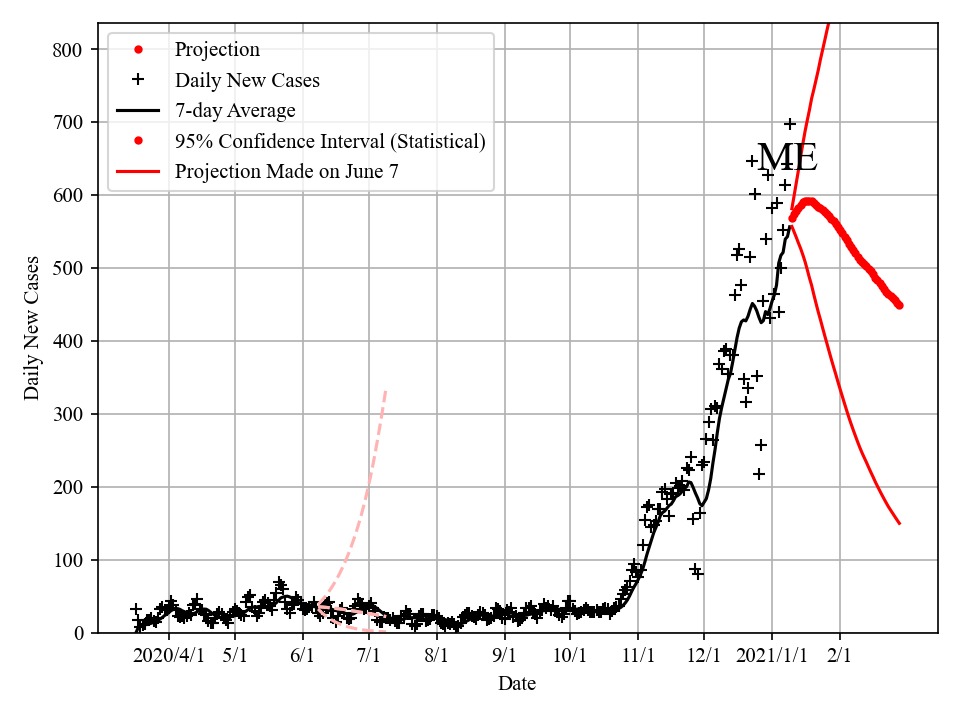 800
700
600
500
400
300
200
100
0
Daily New Cases
Projection
Daily New Cases
7-day Average
95% Confidence Interval (Statistical)
Projection Made on June 7
ME
2020/4/1 5/1 6/1 7/1 8/1 9/1 10/1 11/1 12/1 2021/1/1 2/1
Date